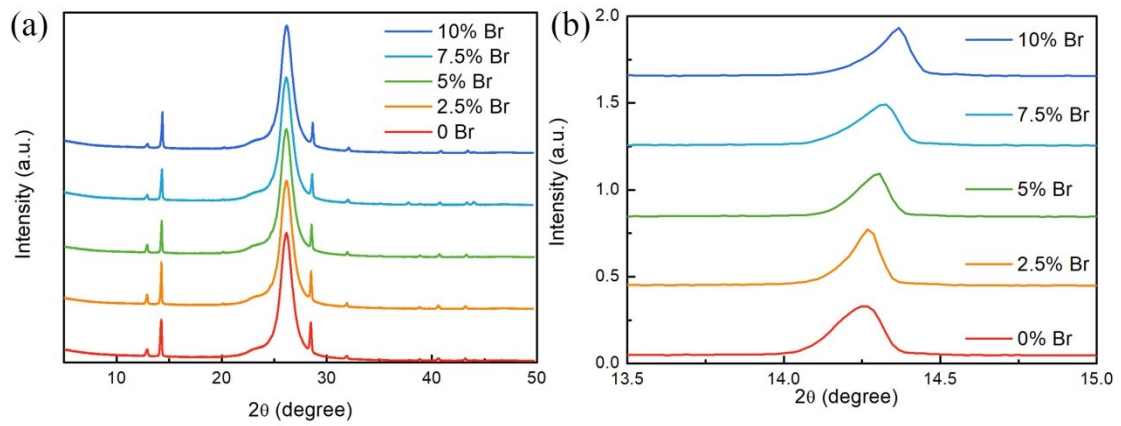 (a)
10% Br
7.5% Br
5% Br
2.5% Br
0 Br
Intensity (a.u.)
10 20 30 40 50
2θ (degree)
(b)
2.0
1.5
1.0
0.5
0.0
10% Br
7.5% Br
5% Br
2.5% Br
0% Br
Intensity (a.u.)
13.5 14.0 14.5 15.0
2θ (degree)